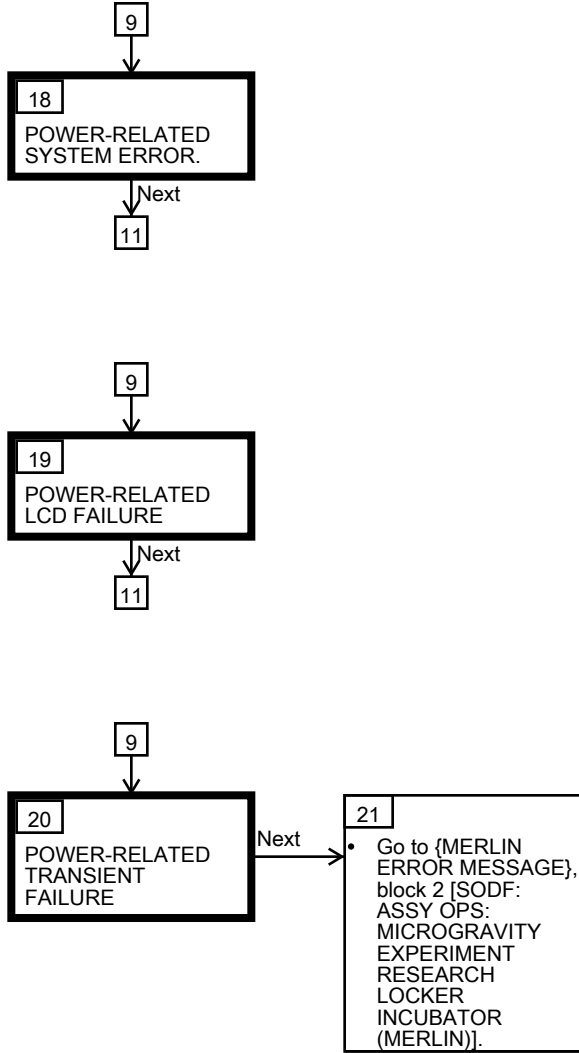 9
18
POWER-RELATED
SYSTEM ERROR.
Next
11
9
19
POWER-RELATED
LCD FAILURE
Next
11
9
20
POWER-RELATED
TRANSIENT
FAILURE
Next
21
• Go to {MERLIN
ERROR MESSAGE},
block 2 [SODF:
ASSY OPS:
MICROGRAVITY
EXPERIMENT
RESEARCH
LOCKER
INCUBATOR
(MERLIN)].